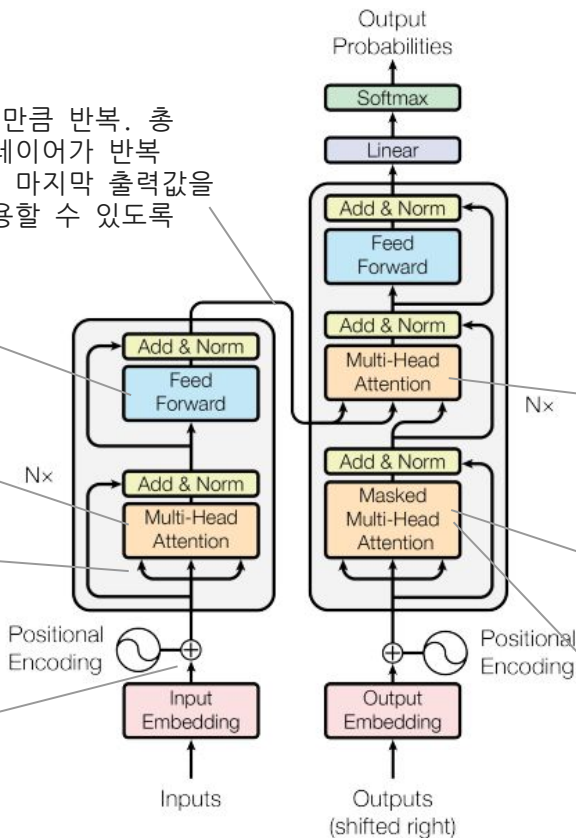 Output
Probabilities
Softmax
만큼 반복. 총
레이어가 반복
마지막 출력값을
용할 수 있도록
Linear
Add & Norm
Feed
Forward
Add & Norm
Multi-Head
Attention
Nx
Add & Norm
Masked
Multi-Head
Attention
Add & Norm
Feed
Forward
Nx
Add & Norm
Multi-Head
Attention
Positional
Encoding
Positional
Encoding
Input
Embedding
Output
Embedding
Inputs
Outputs
(shifted right)